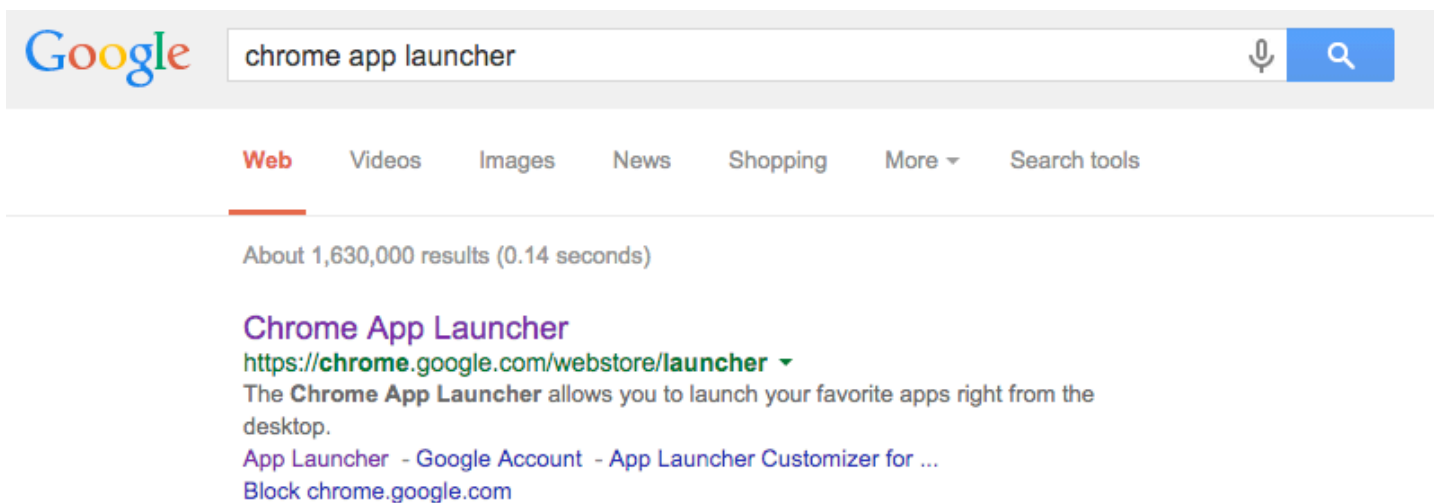 Google chrome app launcher
Web Videos Images News Shopping More Search tools
About 1,630,000 results (0.14 seconds)
Chrome App Launcher
https://chrome.google.com/webstore/launcher
The Chrome App Launcher allows you to launch your favorite apps right from the
desktop.
App Launcher - Google Account - App Launcher Customizer for ...
Block chrome.google.com